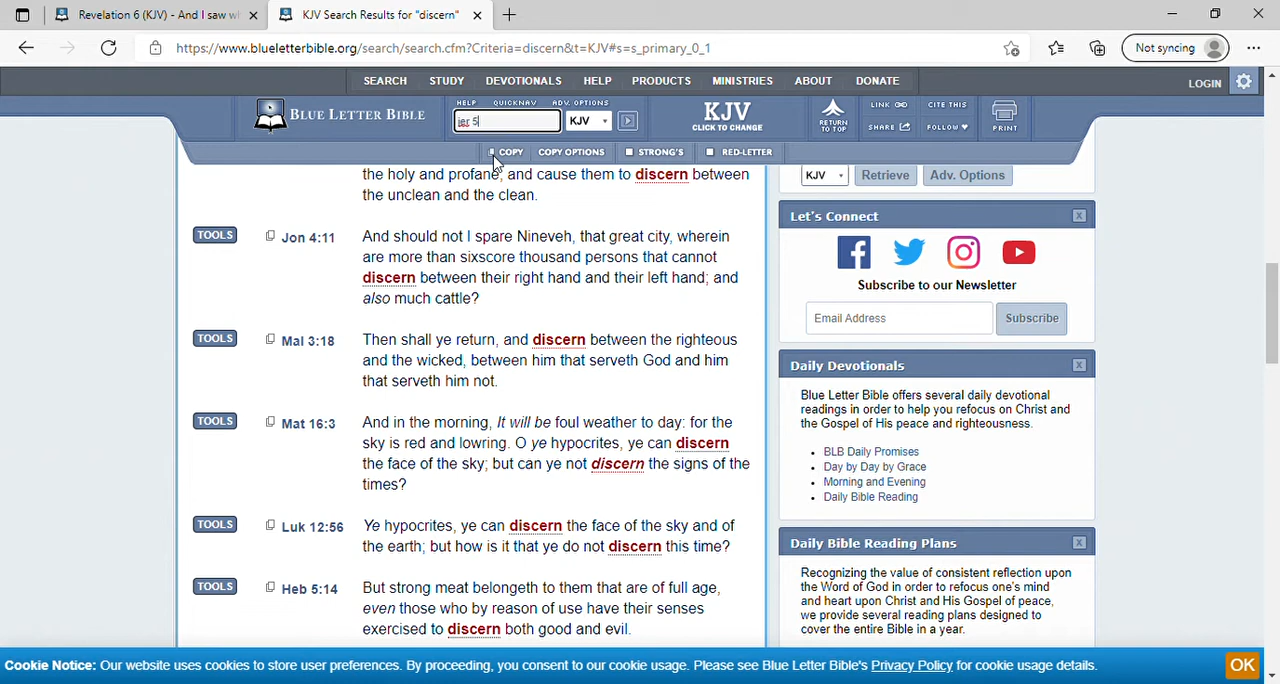 Revelation 6 (KJV) - And I saw wh
KJV Search Results for "discern"
https://www.blueletterbible.org/search/search.cfm?Criteria=discern&t=KJV#s=s_primary_0_1
Not syncing
SEARCH STUDY DEVOTIONALS HELP PRODUCTS MINISTRIES ABOUT DONATE
LOGIN
BLUE LETTER BIBLE
HELP QUICKNAV ADV. OPTIONS
jer 5
KJV
KJV
CLICK TO CHANGE
RETURN
TO TOP
LINK CITE THIS
SHARE FOLLOW
PRINT
COPY COPY OPTIONS STRONG'S RED-LETTER
the holy and profane, and cause them to discern between
the unclean and the clean.
TOOLS Jon 4:11 And should not I spare Nineveh, that great city, wherein
are more than sixscore thousand persons that cannot
discern between their right hand and their left hand; and
also much cattle?
TOOLS Mal 3:18 Then shall ye return, and discern between the righteous
and the wicked, between him that serveth God and him
that serveth him not.
TOOLS Mat 16:3 And in the morning, It will be foul weather to day: for the
sky is red and lowring. O ye hypocrites, ye can discern
the face of the sky; but can ye not discern the signs of the
times?
TOOLS Luk 12:56 Ye hypocrites, ye can discern the face of the sky and of
the earth; but how is it that ye do not discern this time?
TOOLS Heb 5:14 But strong meat belongeth to them that are of full age,
even those who by reason of use have their senses
exercised to discern both good and evil.
KJV Retrieve Adv. Options
Let's Connect
Subscribe to our Newsletter
Email Address Subscribe
Daily Devotionals
Blue Letter Bible offers several daily devotional
readings in order to help you refocus on Christ and
the Gospel of His peace and righteousness.
BLB Daily Promises
Day by Day by Grace
Morning and Evening
Daily Bible Reading
Daily Bible Reading Plans
Recognizing the value of consistent reflection upon
the Word of God in order to refocus one's mind
and heart upon Christ and His Gospel of peace,
we provide several reading plans designed to
cover the entire Bible in a year.
Cookie Notice: Our website uses cookies to store user preferences. By proceeding, you consent to our cookie usage. Please see Blue Letter Bible's Privacy Policy for cookie usage details.
OK